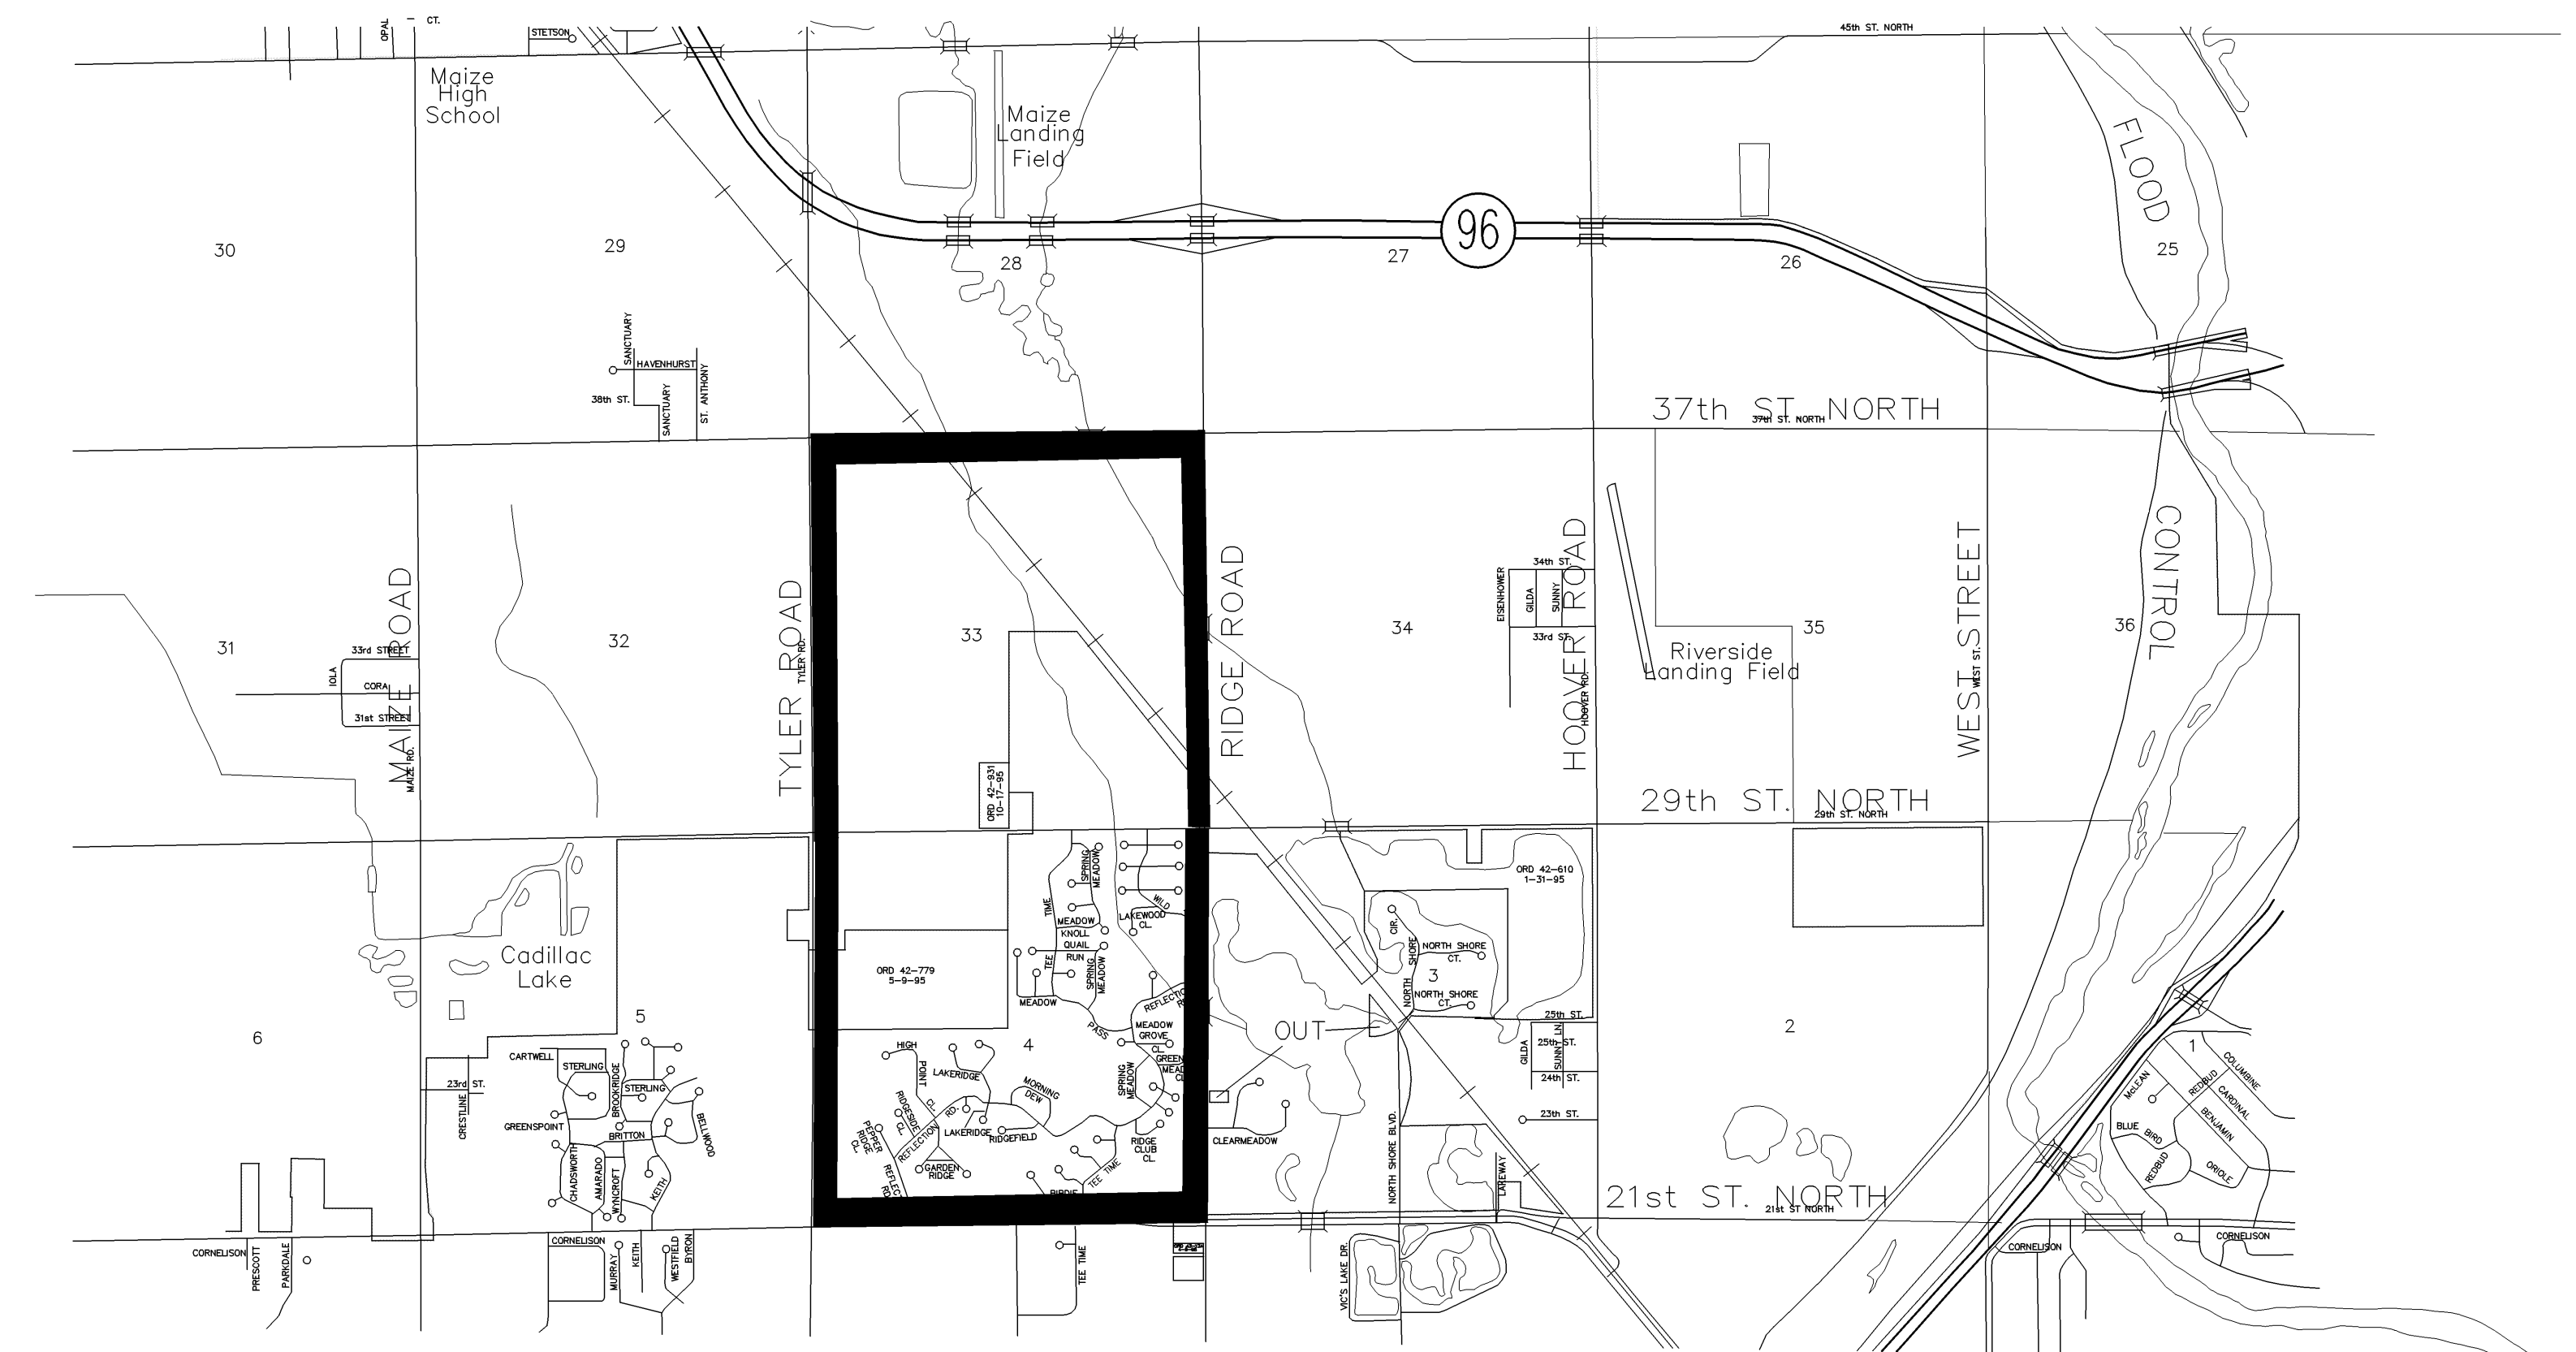 OPAL
CT.
STETSON
45th ST. NORTH
Maize
High
School
Maize
Landing
Field
FLOOD
96
30
29
28
27
26
25
SANCTUARY
HAVENHURST
38th ST.
SANCTUARY
ST. ANTHONY
37th ST. NORTH
37th ST. NORTH
MAIZE ROAD
MAIZE RD.
TYLER ROAD
TYLER RD.
RIDGE ROAD
HOOVER ROAD
HOOVER RD.
WEST STREET
WEST ST.
CONTROL
31
32
33
34
35
36
33rd STREET
IOLA
CORA
31st STREET
34th ST.
EISENHOWER
GILDA
SUNNY
33rd ST.
Riverside
Landing Field
ORD 42-931
10-17-95
29th ST. NORTH
29th ST. NORTH
Cadillac
Lake
ORD 42-779
5-9-95
ORD 42-610
1-31-95
SPRING
MEADOW
TIME
TEE
MEADOW
KNOLL
QUAIL
RUN
SPRING
MEADOW
MEADOW
PASS
LAKEWOOD
CL.
WILD
MEADOW
GROVE
CL.
SPRING
MEADOW
HIGH
POINT
CL.
LAKERIDGE
MORNING
DEW
RIDGESIDE
CL.
PEPPER
RIDGE
CL.
REFLECTION
RD.
LAKERIDGE
RIDGEFIELD
GARDEN
RIDGE
RIDGE
CLUB
CL.
TEE TIME
OUT
CLEARMEADOW
CIR.
NORTH SHORE
NORTH SHORE
CT.
NORTH SHORE
CT.
NORTH SHORE BLVD.
25th ST.
25th ST.
GILDA
SUNNY LN.
24th ST.
23th ST.
LAKEWAY
6
5
4
3
2
1
CARTWELL
STERLING
BROOKRIDGE
STERLING
BELLWOOD
23rd ST.
CRESTLINE
GREENSPOINT
BRITTON
CHADSWORTH
AMARADO
WYNCROFT
KEITH
McLEAN
REDBUD
COLUMBINE
CARDINAL
BENJAMIN
BLUE
BIRD
REDBUD
ORIOLE
21st ST. NORTH
21st ST NORTH
CORNELISON
PRESCOTT
PARKDALE
CORNELISON
MURRAY
KEITH
WESTFIELD
BYRON
TEE TIME
VIC'S LAKE DR.
CORNELISON
CORNELISON